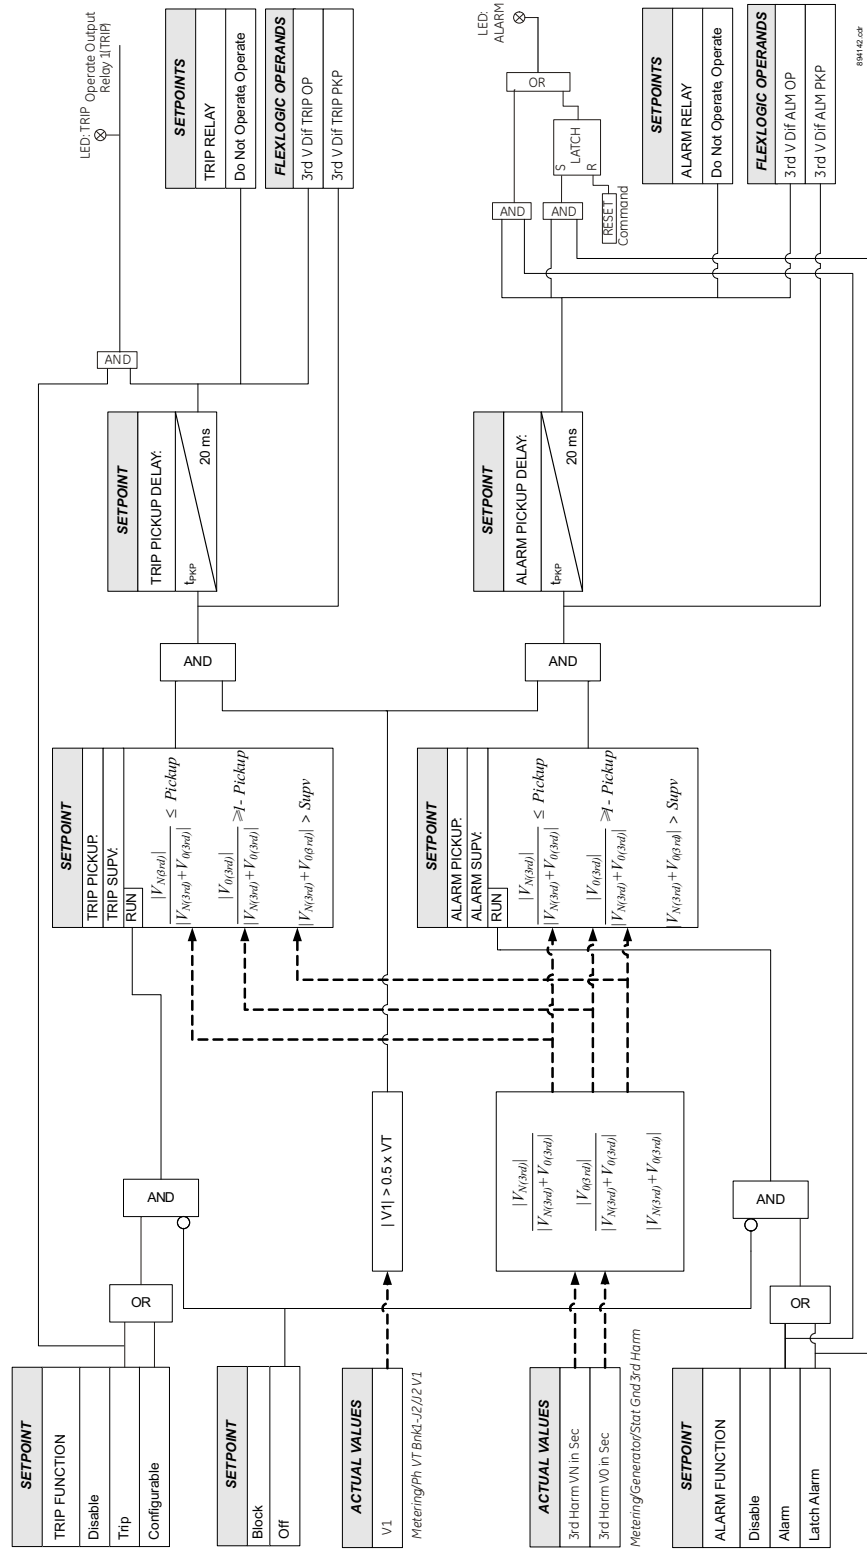 SETPOINT
TRIP FUNCTION
Disable
Trip
Configurable
SETPOINT
Block
Off
ACTUAL VALUES
V1
Metering/Ph VT Bnk1-J2/J2 V1
ACTUAL VALUES
3rd Harm VN in Sec
3rd Harm V0 in Sec
Metering/Generator/Stat Gnd 3rd Harm
SETPOINT
ALARM FUNCTION
Disable
Alarm
Latch Alarm
OR
AND
|V1| > 0.5 x VT
|V_N(3rd)|
|V_N(3rd)+V_0(3rd)|
|V_0(3rd)|
|V_N(3rd)+V_0(3rd)|
|V_N(3rd)+V_0(3rd)|
OR
AND
SETPOINT
TRIP PICKUP:
TRIP SUPV:
RUN
|V_N(3rd)|
|V_N(3rd)+V_0(3rd)| ≤ Pickup
|V_0(3rd)|
|V_N(3rd)+V_0(3rd)| ≥1- Pickup
|V_N(3rd)+V_0(3rd)| > Supv
SETPOINT
ALARM PICKUP:
ALARM SUPV:
RUN
|V_N(3rd)|
|V_N(3rd)+V_0(3rd)| ≤ Pickup
|V_0(3rd)|
|V_N(3rd)+V_0(3rd)| ≥1- Pickup
|V_N(3rd)+V_0(3rd)| > Supv
AND
AND
SETPOINT
TRIP PICKUP DELAY:
tPKP
20 ms
SETPOINT
ALARM PICKUP DELAY:
tPKP
20 ms
AND
LED: TRIP
Operate Output
Relay 1(TRIP)
SETPOINTS
TRIP RELAY
Do Not Operate, Operate
FLEXLOGIC OPERANDS
3rd V Dif TRIP OP
3rd V Dif TRIP PKP
AND
AND
RESET
Command
S
LATCH
R
OR
LED:
ALARM
SETPOINTS
ALARM RELAY
Do Not Operate, Operate
FLEXLOGIC OPERANDS
3rd V Dif ALM OP
3rd V Dif ALM PKP
894142.cdr